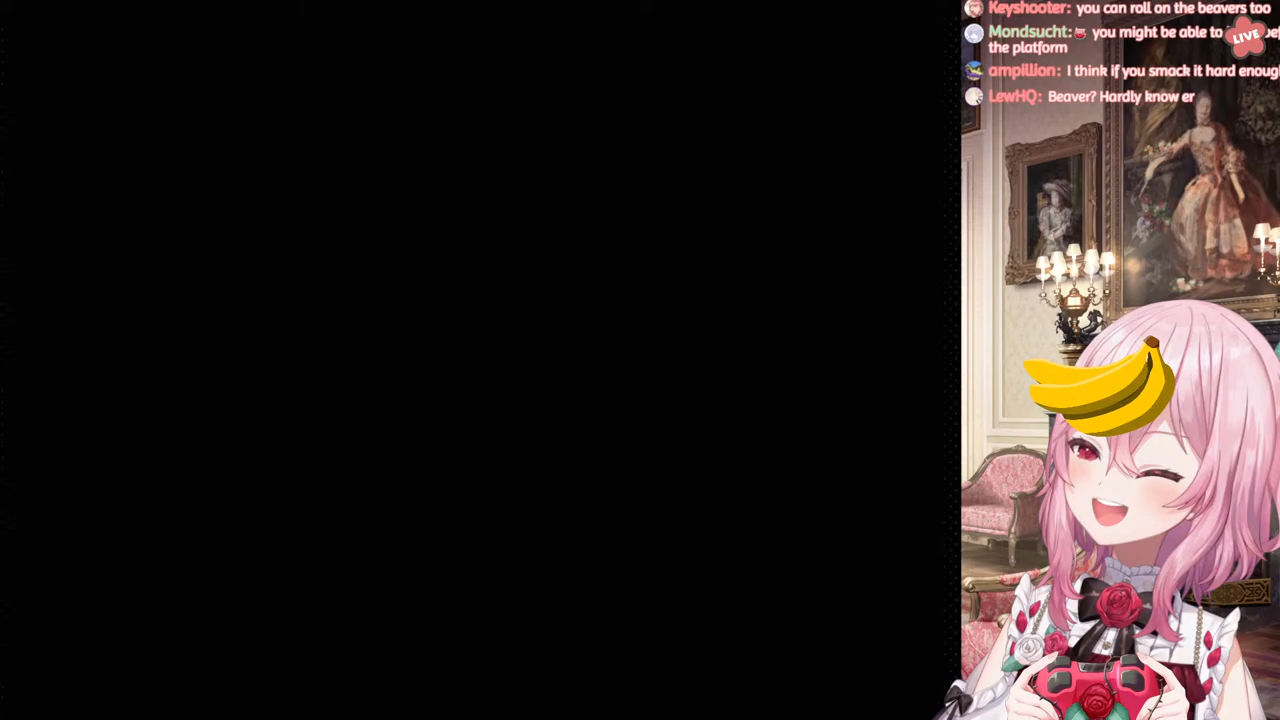 Keyshooter: you can roll on the beavers too
Mondsucht: you might be able to
LIVE
the platform
ampillion: I think if you smack it hard enough
LewHQ: Beaver? Hardly know er